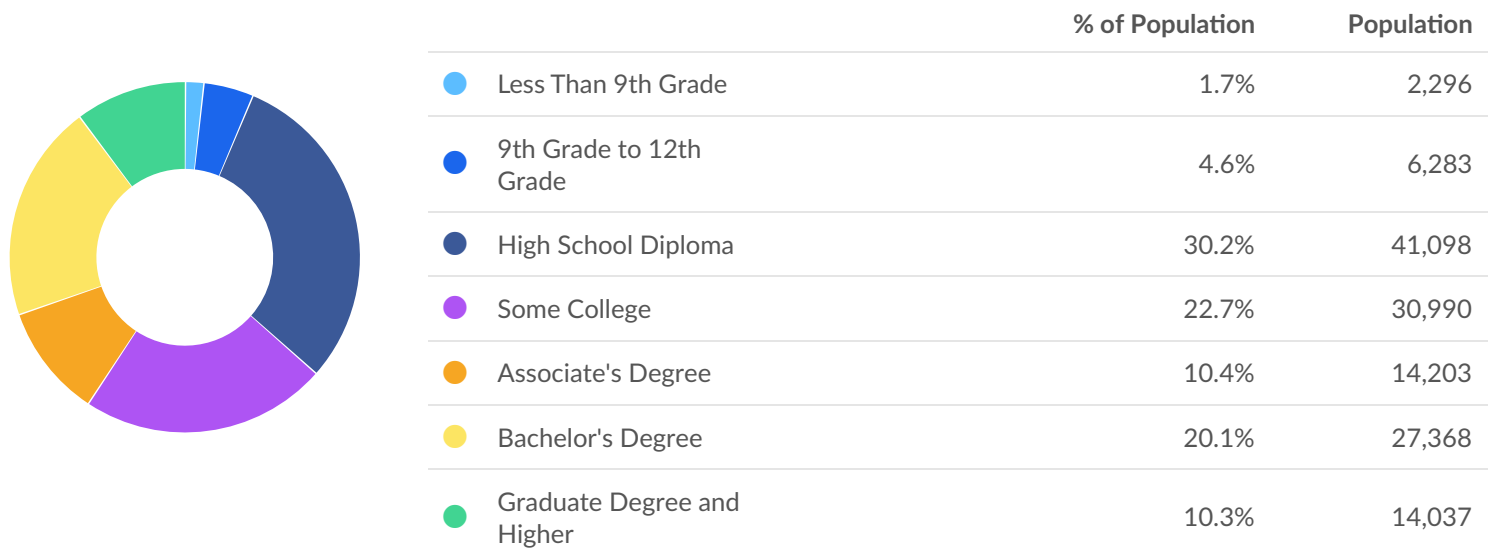 % of Population Population
Less Than 9th Grade 1.7% 2,296
9th Grade to 12th
Grade 4.6% 6,283
High School Diploma 30.2% 41,098
Some College 22.7% 30,990
Associate's Degree 10.4% 14,203
Bachelor's Degree 20.1% 27,368
Graduate Degree and
Higher 10.3% 14,037